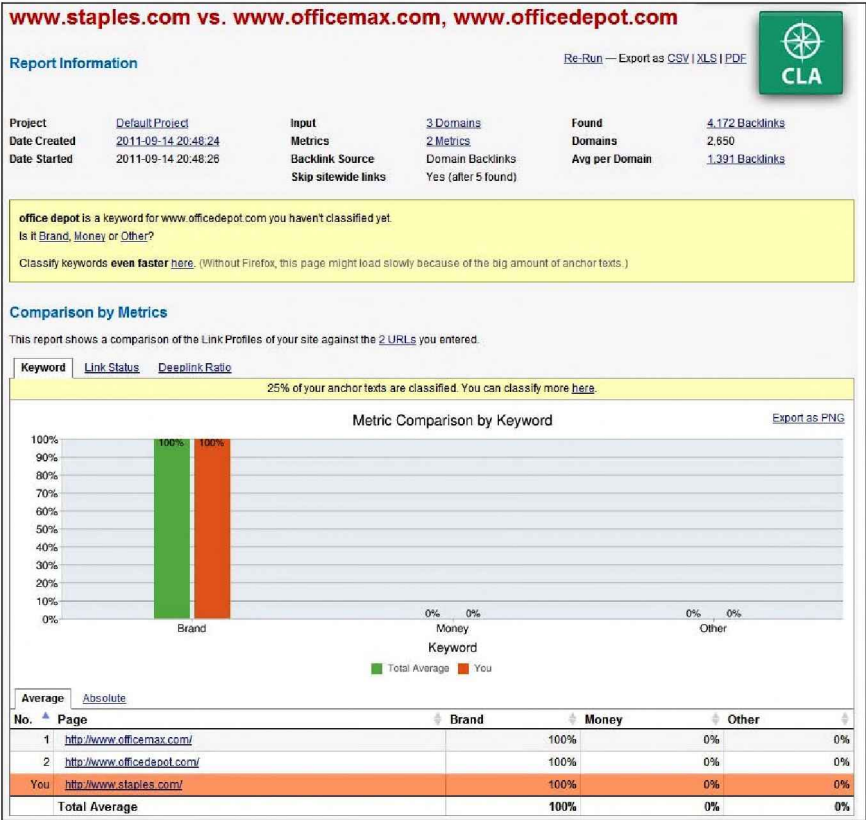 www.staples.com vs. www.officemax.com, www.officedepot.com
Report Information
Re-Run — Export as CSV | XLS | PDF
CLA
Project Default Project Input 3 Domains Found 4,172 Backlinks
Date Created 2011-09-14 20:48:24 Metrics 2 Metrics Domains 2,650
Date Started 2011-09-14 20:48:26 Backlink Source Domain Backlinks Avg per Domain 1,391 Backlinks
Skip sitewide links Yes (after 5 found)
office depot is a keyword for www.officedepot.com you haven't classified yet.
Is it Brand, Money or Other?
Classify keywords even faster here. (Without Firefox, this page might load slowly because of the big amount of anchor texts.)
Comparison by Metrics
This report shows a comparison of the Link Profiles of your site against the 2 URLs you entered.
Keyword Link Status Deeplink Ratio
25% of your anchor texts are classified. You can classify more here.
Metric Comparison by Keyword
Export as PNG
100%
90%
80%
70%
60%
50%
40%
30%
20%
10%
0%
100% 100%
0% 0%
0% 0%
Brand Money Other
Keyword
Total Average You
Average Absolute
No. Page Brand Money Other
1 http://www.officemax.com/ 100% 0% 0%
2 http://www.officedepot.com/ 100% 0% 0%
You http://www.staples.com/ 100% 0% 0%
Total Average 100% 0% 0%